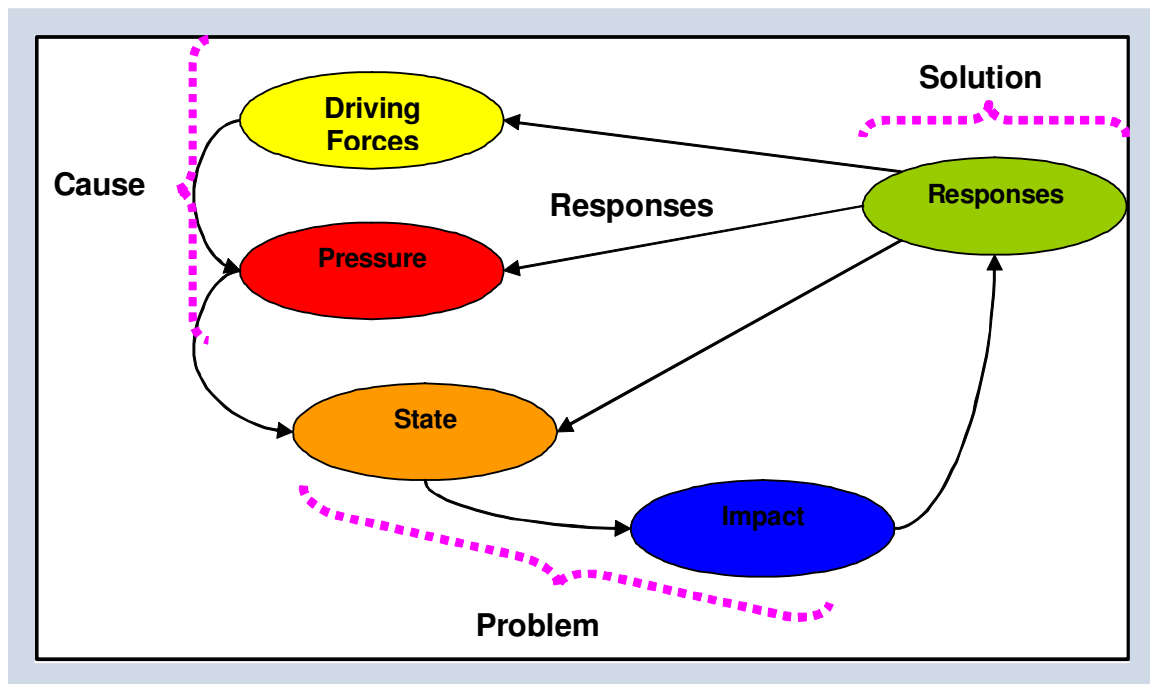 Solution
Driving
Forces
Cause
Responses
Responses
Pressure
State
Impact
Problem